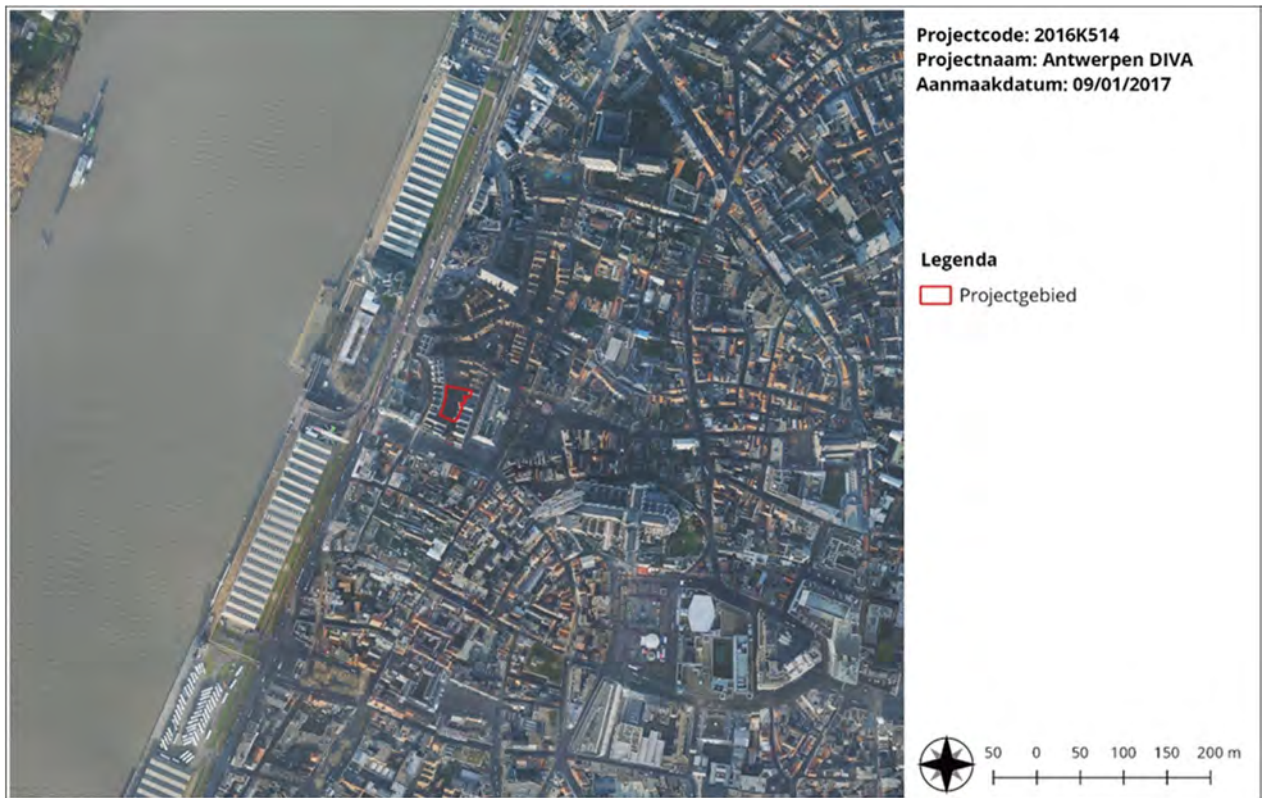 Projectcode: 2016K514
Projectnaam: Antwerpen DIVA
Aanmaakdatum: 09/01/2017
Legenda
Projectgebied
50 0 50 100 150 200 m